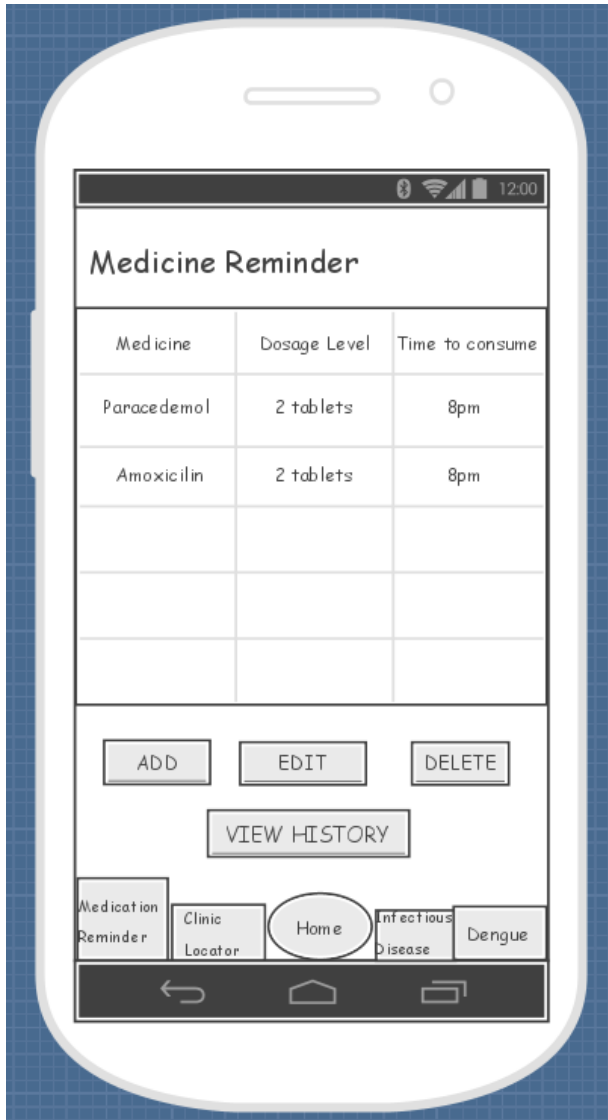 12:00
Medicine Reminder
Medicine Dosage Level Time to consume
Paracedemol 2 tablets 8pm
Amoxicilin 2 tablets 8pm
ADD EDIT DELETE
VIEW HISTORY
Medication
Reminder
Clinic
Locator
Home
Infectious
Disease
Dengue